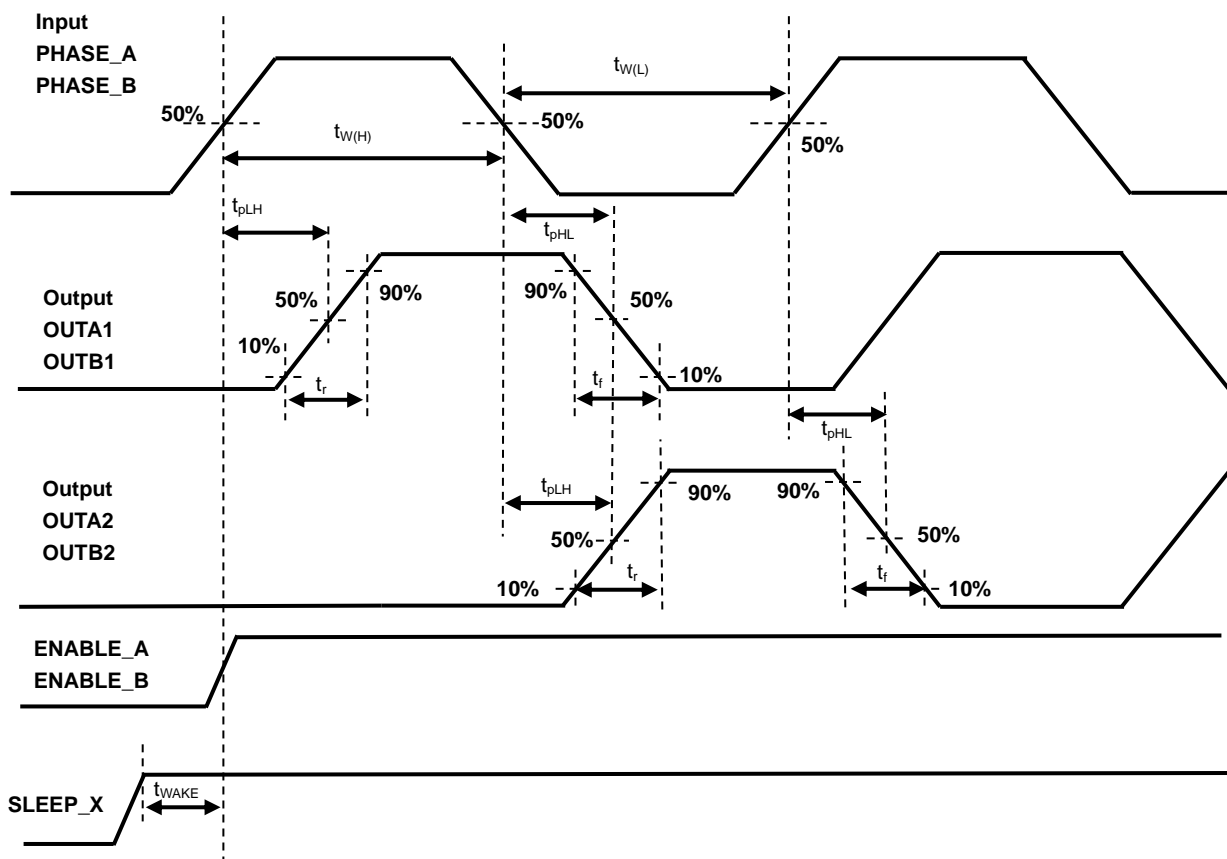 Input
PHASE_A
PHASE_B
50%
50%
50%
tW(L)
tW(H)
tpLH
tpHL
Output
OUTA1
OUTB1
50%
90%
10%
tr
90%
50%
10%
tf
tpHL
Output
OUTA2
OUTB2
tpLH
90%
90%
50%
50%
10%
tr
tf
10%
ENABLE_A
ENABLE_B
SLEEP_X
tWAKE